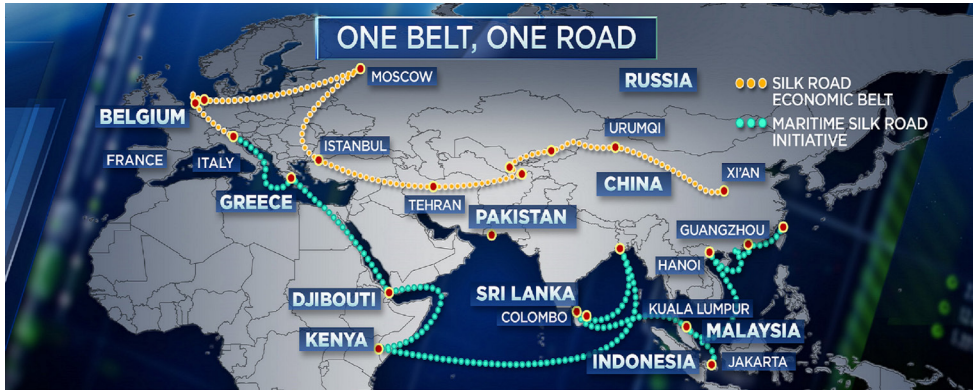 ONE BELT, ONE ROAD
MOSCOW
RUSSIA
SILK ROAD
ECONOMIC BELT
MARITIME SILK ROAD
INITIATIVE
BELGIUM
FRANCE
ITALY
ISTANBUL
URUMQI
XI'AN
GREECE
TEHRAN
CHINA
PAKISTAN
GUANGZHOU
HANOI
DJIBOUTI
SRI LANKA
COLOMBO
KUALA LUMPUR
MALAYSIA
KENYA
INDONESIA
JAKARTA